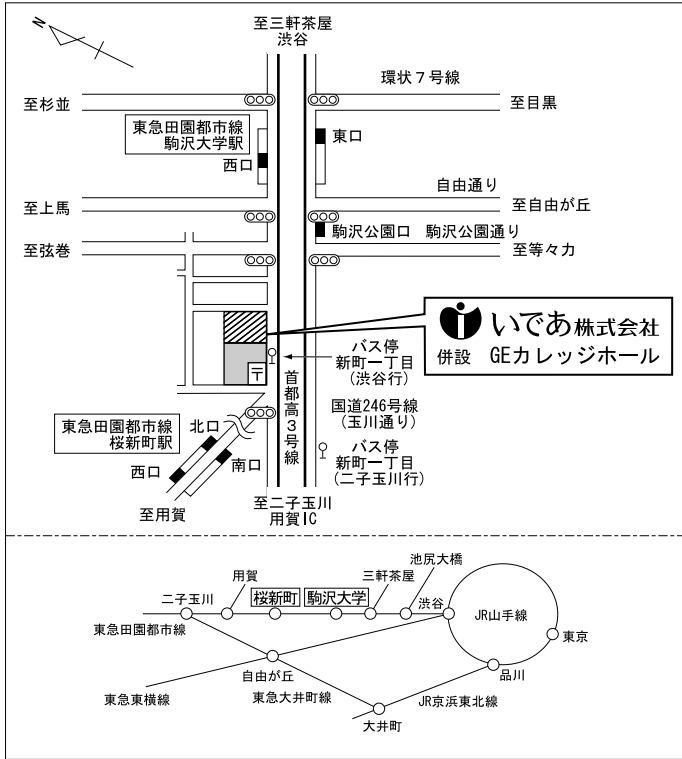 N
至三軒茶屋
渋谷
環状７号線
至杉並
至目黒
東急田園都市線
駒沢大学駅
東口
西口
自由通り
至上馬
至自由が丘
駒沢公園口
駒沢公園通り
至弦巻
至等々力
いであ株式会社
併設 GEカレッジホール
バス停
新町一丁目
(渋谷行)
〒
首都高３号線
国道246号線
(玉川通り)
東急田園都市線
桜新町駅
北口
西口
南口
バス停
新町一丁目
(二子玉川行)
至用賀
至二子玉川
用賀IC
池尻大橋
三軒茶屋
用賀
二子玉川
桜新町
駒沢大学
渋谷
JR山手線
東急田園都市線
東京
自由が丘
品川
東急東横線
東急大井町線
JR京浜東北線
大井町